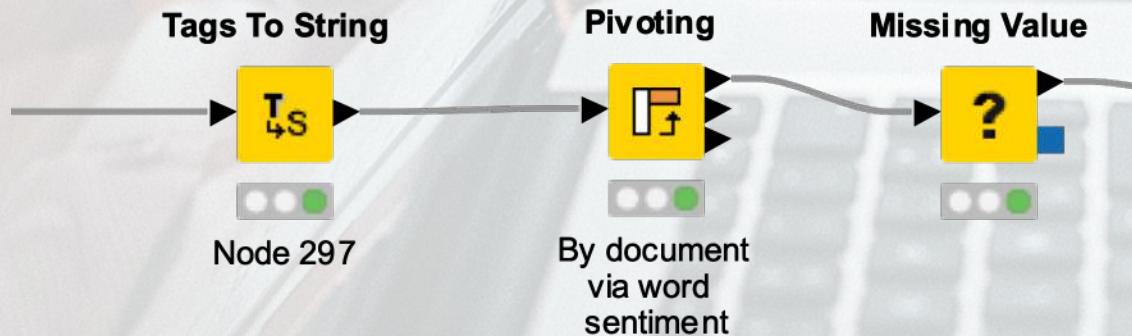 Tags To String
Pivoting
Missing Value
T
S
?
Node 297
By document
via word
sentiment